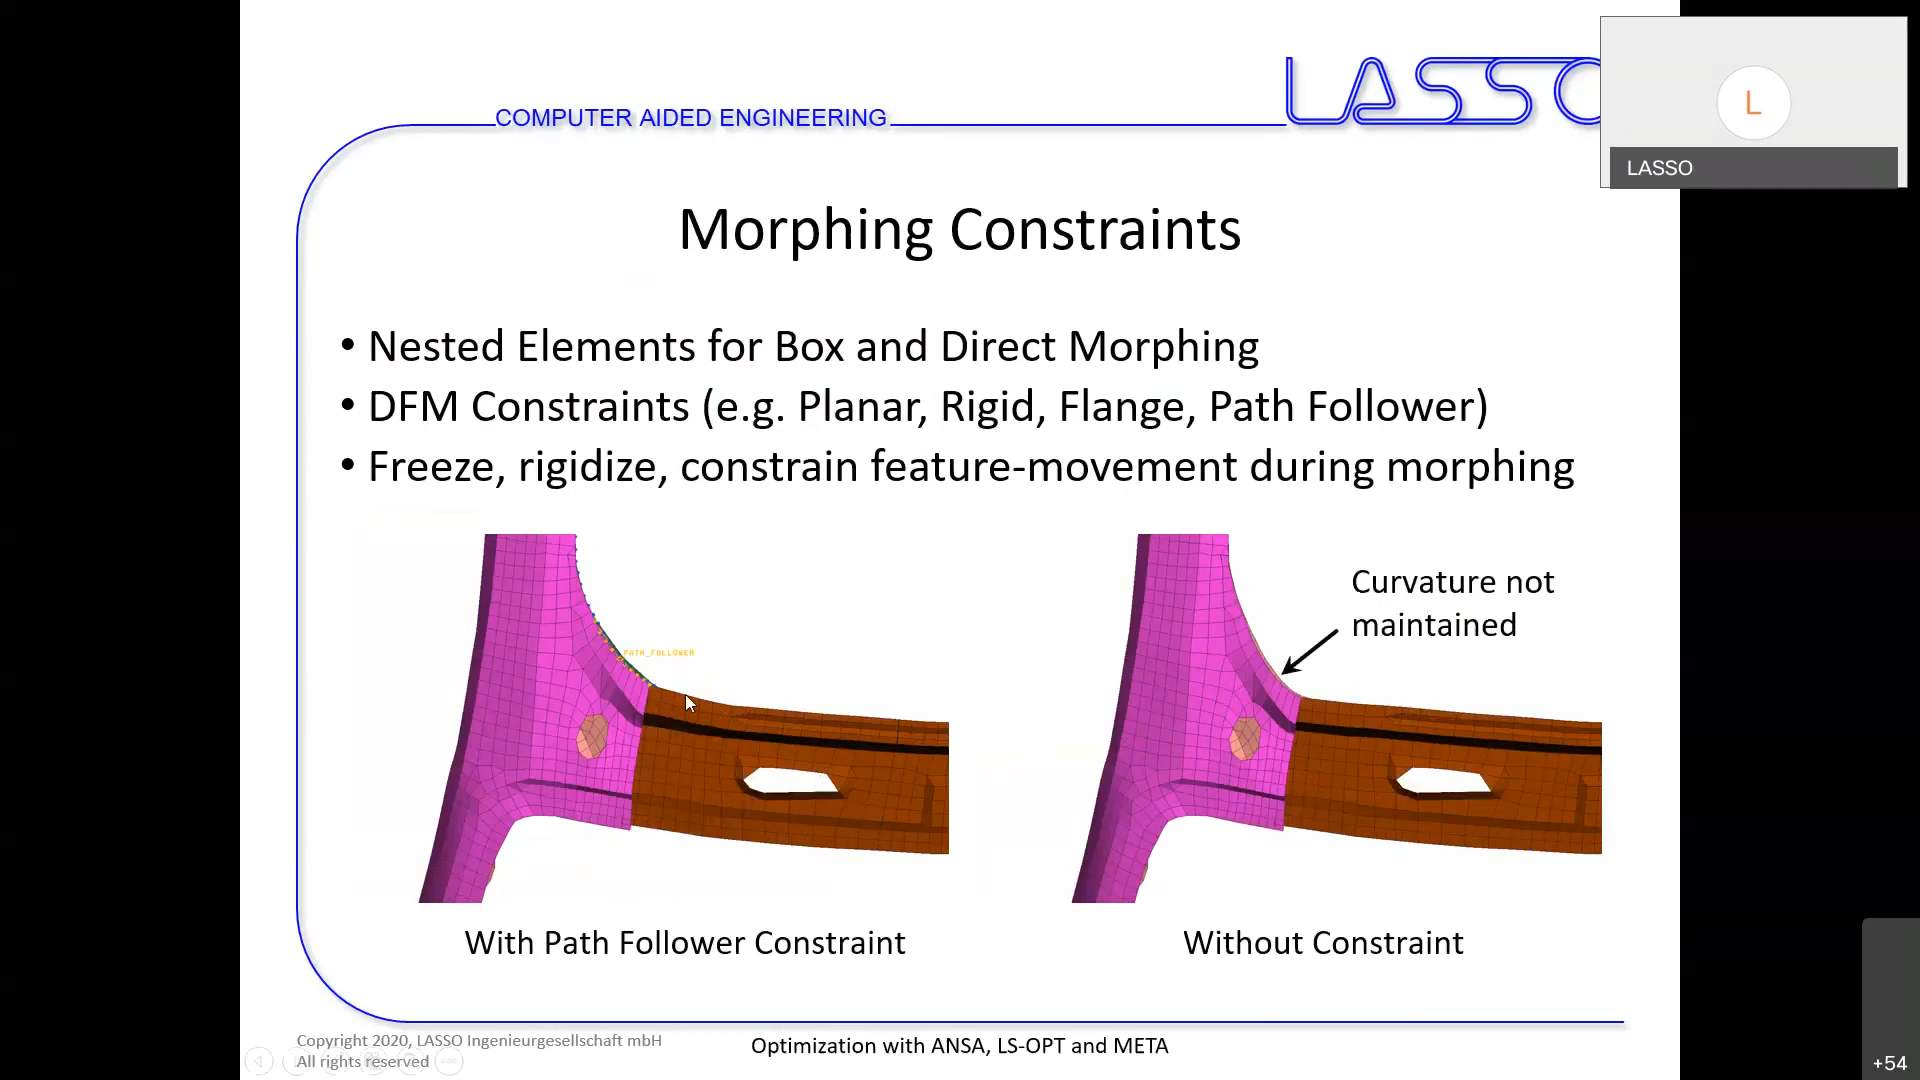 COMPUTER AIDED ENGINEERING
LASSO
L
LASSO
Morphing Constraints
• Nested Elements for Box and Direct Morphing
• DFM Constraints (e.g. Planar, Rigid, Flange, Path Follower)
• Freeze, rigidize, constrain feature-movement during morphing
PATH_FOLLOWER
Curvature not
maintained
With Path Follower Constraint
Without Constraint
Copyright 2020, LASSO Ingenieurgesellschaft mbH
All rights reserved
Optimization with ANSA, LS-OPT and META
+54